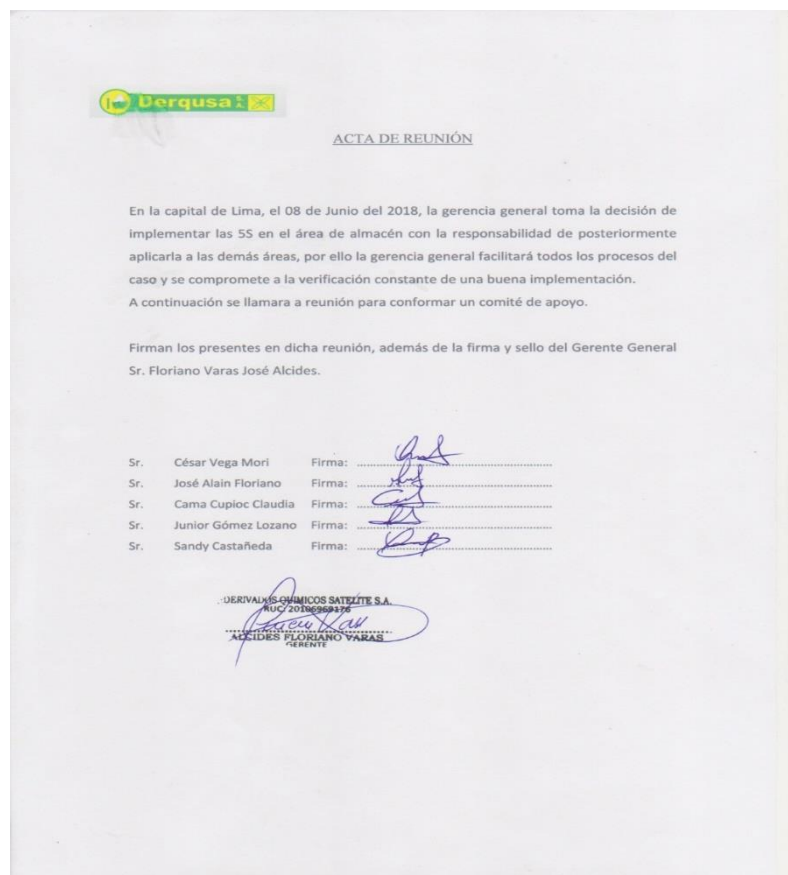 Derqusa S.A.
ACTA DE REUNIÓN
En la capital de Lima, el 08 de Junio del 2018, la gerencia general toma la decisión de
implementar las 5S en el área de almacén con la responsabilidad de posteriormente
aplicarla a las demás áreas, por ello la gerencia general facilitará todos los procesos del
caso y se compromete a la verificación constante de una buena implementación.
A continuación se llamara a reunión para conformar un comité de apoyo.
Firman los presentes en dicha reunión, además de la firma y sello del Gerente General
Sr. Floriano Varas José Alcides.
Sr. César Vega Mori Firma:
Sr. José Alain Floriano Firma:
Sr. Cama Cupioc Claudia Firma:
Sr. Junior Gómez Lozano Firma:
Sr. Sandy Castañeda Firma:
DERIVADOS QUIMICOS SATELITE S.A.
RUC 20106969176
ALCIDES FLORIANO VARAS
GERENTE